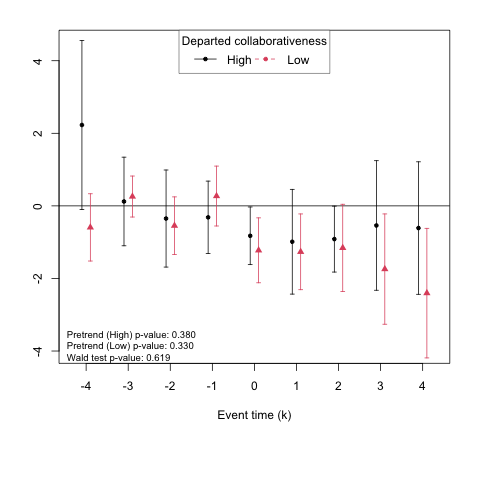 Departed collaborativeness
High Low
4
2
0
-2
-4
Pretrend (High) p-value: 0.380
Pretrend (Low) p-value: 0.330
Wald test p-value: 0.619
-4 -3 -2 -1 0 1 2 3 4
Event time (k)